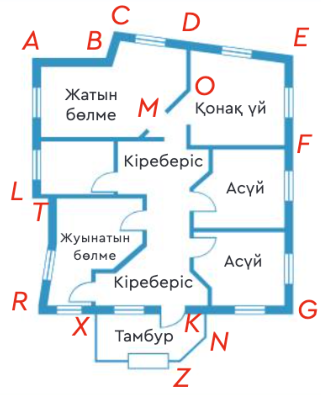 C
D
A
B
E
Жатын
бөлме
O
M
Қонақ үй
F
Кіреберіс
L
Асүй
T
Жуынатын
бөлме
Асүй
Кіреберіс
R
G
X
K
Тамбур
N
Z